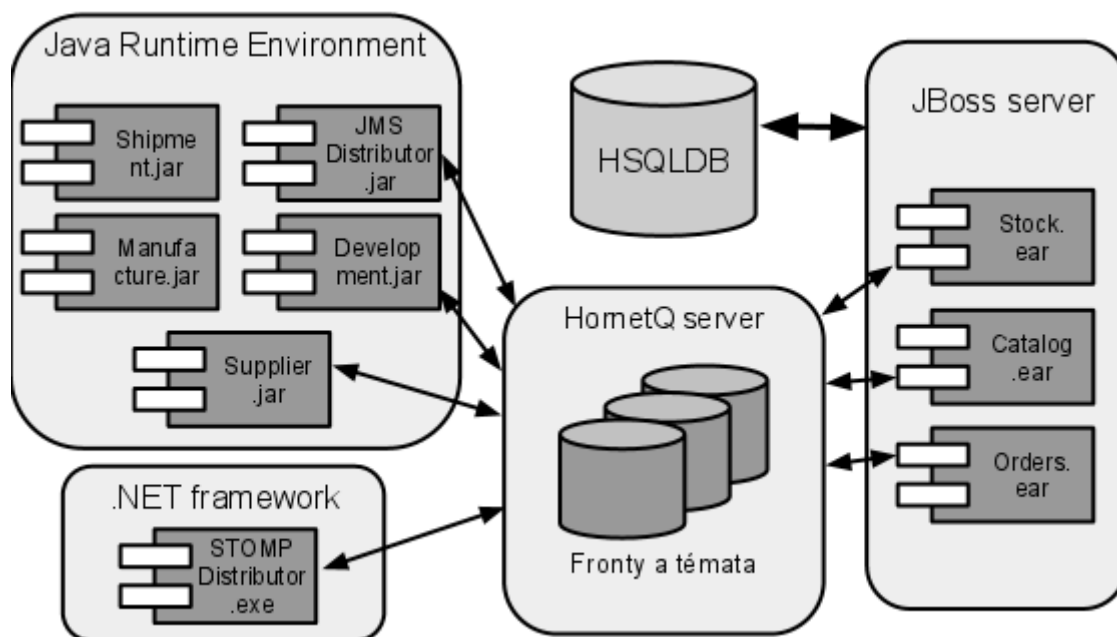 Java Runtime Environment
Shipme
nt.jar
JMS
Distributor
.jar
Manufa
cture.jar
Develop
ment.jar
Supplier
.jar
.NET framework
STOMP
Distributor
.exe
HSQLDB
HornetQ server
Fronty a témata
JBoss server
Stock.
ear
Catalog
.ear
Orders.
ear